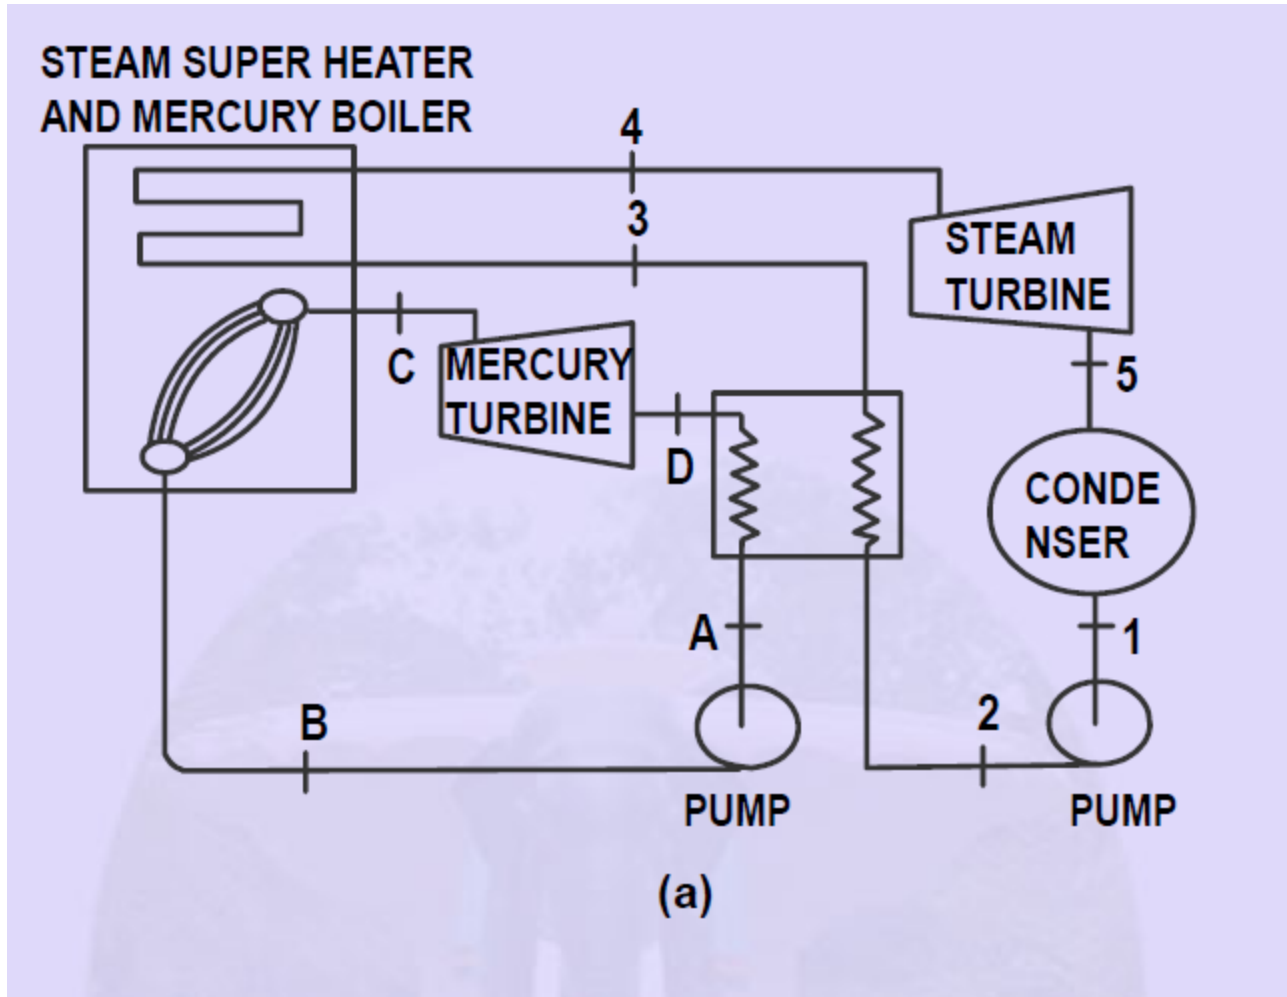 STEAM SUPER HEATER
AND MERCURY BOILER
4
3
STEAM
TURBINE
C
MERCURY
TURBINE
5
D
CONDE
NSER
A
1
B
2
PUMP
PUMP
(a)